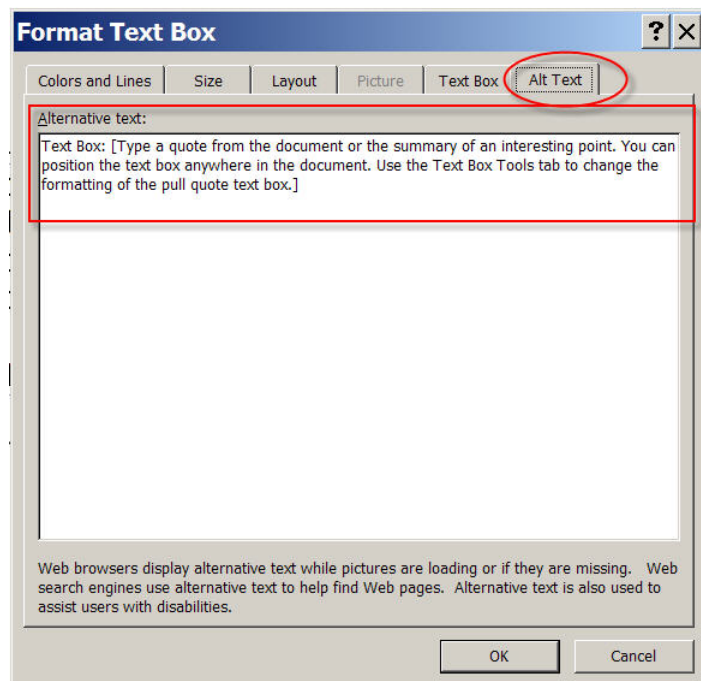 Format Text Box
Colors and Lines Size Layout Picture Text Box Alt Text
Alternative text:
Text Box: [Type a quote from the document or the summary of an interesting point. You can
position the text box anywhere in the document. Use the Text Box Tools tab to change the
formatting of the pull quote text box.]
Web browsers display alternative text while pictures are loading or if they are missing. Web
search engines use alternative text to help find Web pages. Alternative text is also used to
assist users with disabilities.
OK Cancel